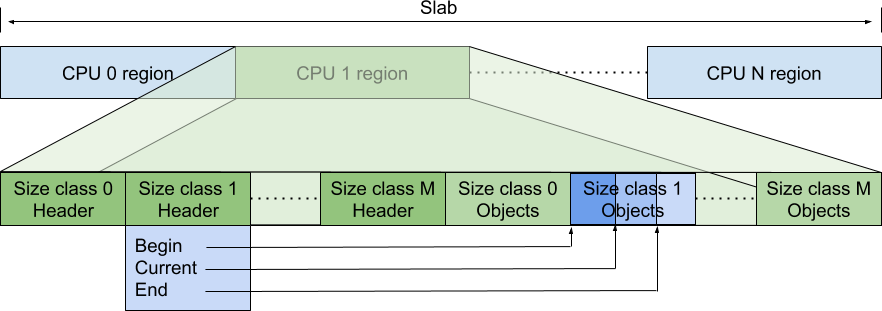 Slab
CPU 0 region
CPU 1 region
CPU N region
Size class 0
Header
Size class 1
Header
Size class M
Header
Size class 0
Objects
Size class 1
Objects
Size class M
Objects
Begin
Current
End